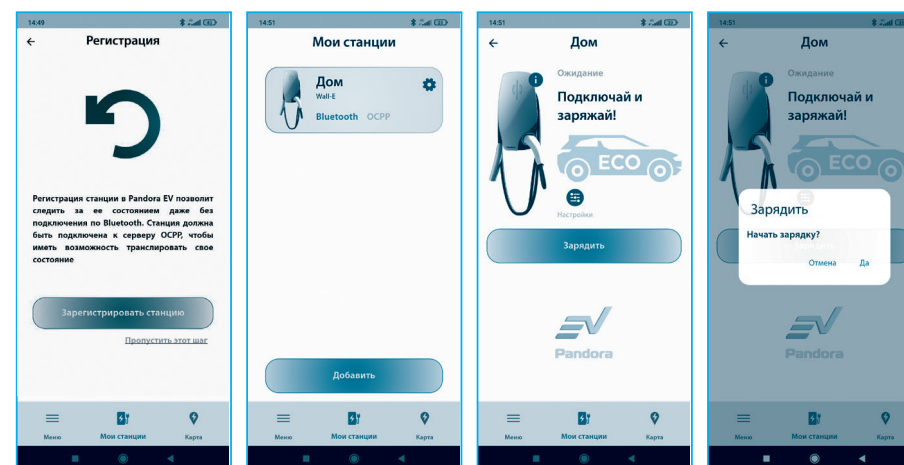 14:49
Регистрация
Регистрация станции в Pandora EV позволит
следить за ее состоянием даже без
подключения по Bluetooth. Станция должна
быть подключена к серверу OCPP, чтобы
иметь возможность транслировать свое
состояние
Зарегистрировать станцию
Пропустить этот шаг
Меню
Мои станции
Карта
14:51
Мои станции
Дом
Wall-E
Bluetooth OCPP
Добавить
Меню
Мои станции
Карта
14:51
Дом
Ожидание
Подключай и
заряжай!
ECO
Настройки
Зарядить
EV
Pandora
Меню
Мои станции
Карта
14:51
Дом
Ожидание
Подключай и
заряжай!
ECO
Зарядить
Начать зарядку?
Отмена Да
EV
Pandora
Меню
Мои станции
Карта